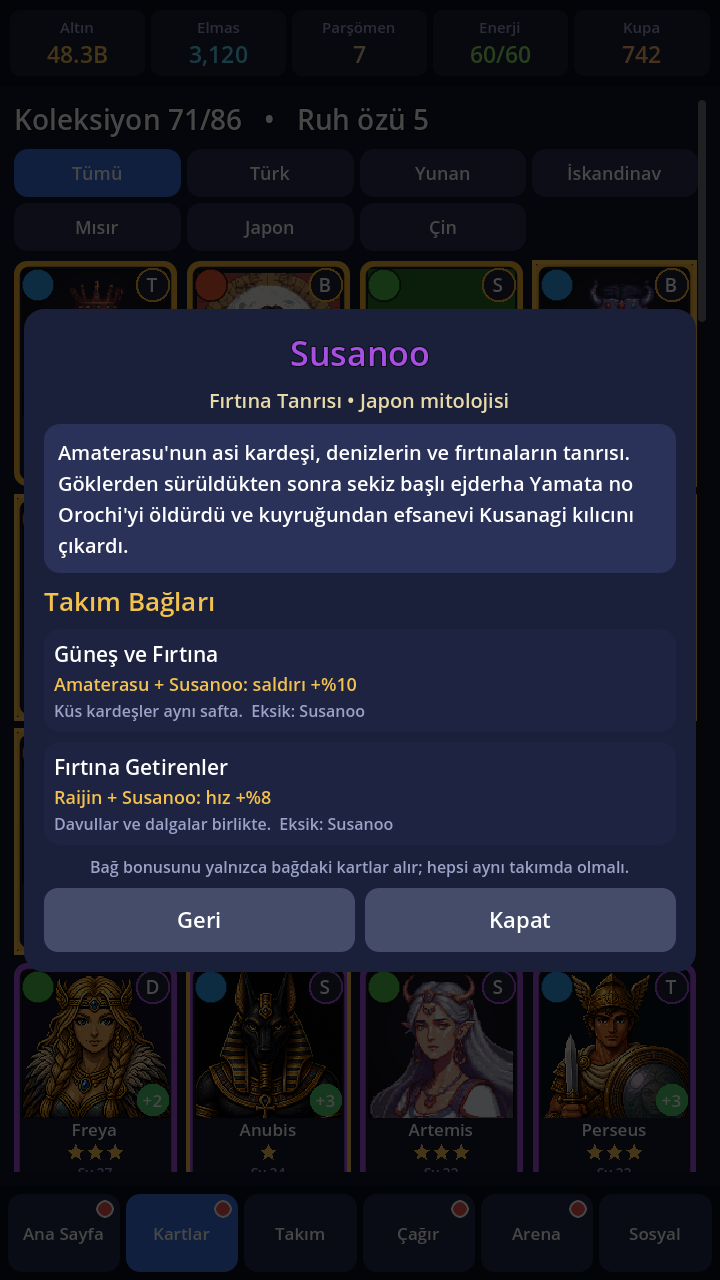 Altın
Elmas
Parşömen
Enerji
Kupa
48.3B
3,120
7
60/60
742
Koleksiyon 71/86 • Ruh özü 5
Tümü
Türk
Yunan
İskandinav
Mısır
Japon
Çin
T
B
S
B
Susanoo
Fırtına Tanrısı • Japon mitolojisi
Amaterasu'nun asi kardeşi, denizlerin ve fırtınaların tanrısı.
Göklerden sürüldükten sonra sekiz başlı ejderha Yamata no
Orochi'yi öldürdü ve kuyruğundan efsanevi Kusanagi kılıcını
çıkardı.
Takım Bağları
Güneş ve Fırtına
Amaterasu + Susanoo: saldırı +%10
Küs kardeşler aynı safta.  Eksik: Susanoo
Fırtına Getirenler
Raijin + Susanoo: hız +%8
Davullar ve dalgalar birlikte.  Eksik: Susanoo
Bağ bonusunu yalnızca bağdaki kartlar alır; hepsi aynı takımda olmalı.
Geri
Kapat
D
S
S
T
+2
+3
+3
Freya
Anubis
Artemis
Perseus
Ana Sayfa
Kartlar
Takım
Çağır
Arena
Sosyal